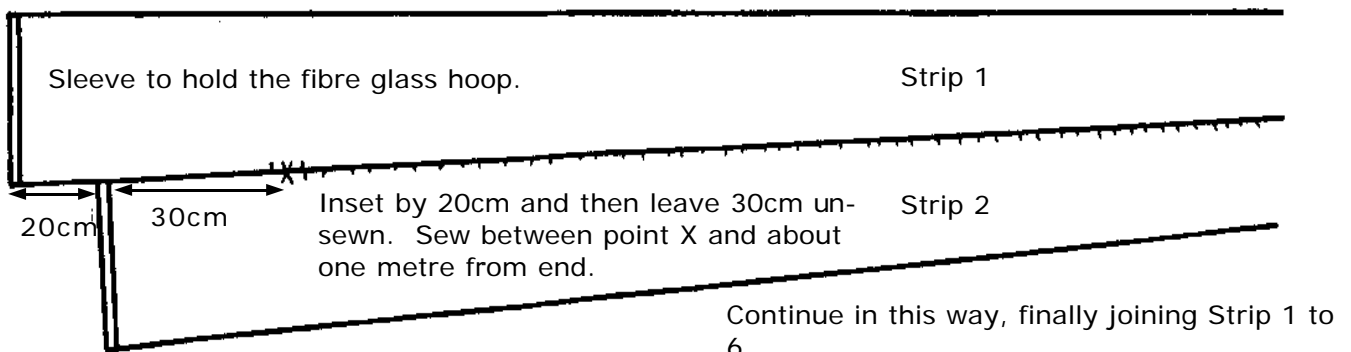 Sleeve to hold the fibre glass hoop.
Strip 1
X
20cm
30cm
Inset by 20cm and then leave 30cm un-
sewn. Sew between point X and about
one metre from end.
Strip 2
Continue in this way, finally joining Strip 1 to
6